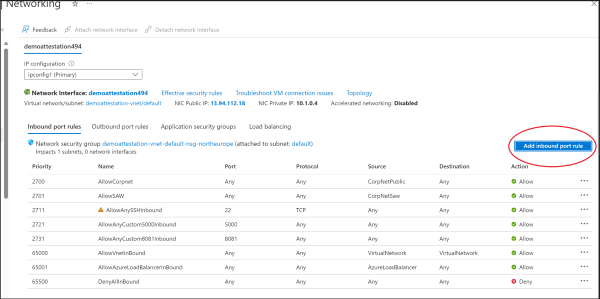 Networking ☆ ···
Feedback Attach network interface Detach network interface
demoattestation494
IP configuration
ipconfig1 (Primary)
Network Interface: demoattestation494 Effective security rules Troubleshoot VM connection issues Topology
Virtual network/subnet: demoattestation-vnet/default NIC Public IP: 13.94.112.18 NIC Private IP: 10.1.0.4 Accelerated networking: Disabled
Inbound port rules Outbound port rules Application security groups Load balancing
Network security group demoattestation-vnet-default-nsg-northeurope (attached to subnet: default)
Impacts 1 subnets, 0 network interfaces
Add inbound port rule
Priority Name Port Protocol Source Destination Action
2700 AllowCorpnet Any Any CorpNetPublic Any Allow ···
2701 AllowSAW Any Any CorpNetSaw Any Allow ···
2711 AllowAnySSHInbound 22 TCP Any Any Allow ···
2721 AllowAnyCustom5000Inbound 5000 Any Any Any Allow ···
2731 AllowAnyCustom8081Inbound 8081 Any Any Any Allow ···
65000 AllowVnetInBound Any Any VirtualNetwork VirtualNetwork Allow ···
65001 AllowAzureLoadBalancerInBound Any Any AzureLoadBalancer Any Allow ···
65500 DenyAllInBound Any Any Any Any Deny ···